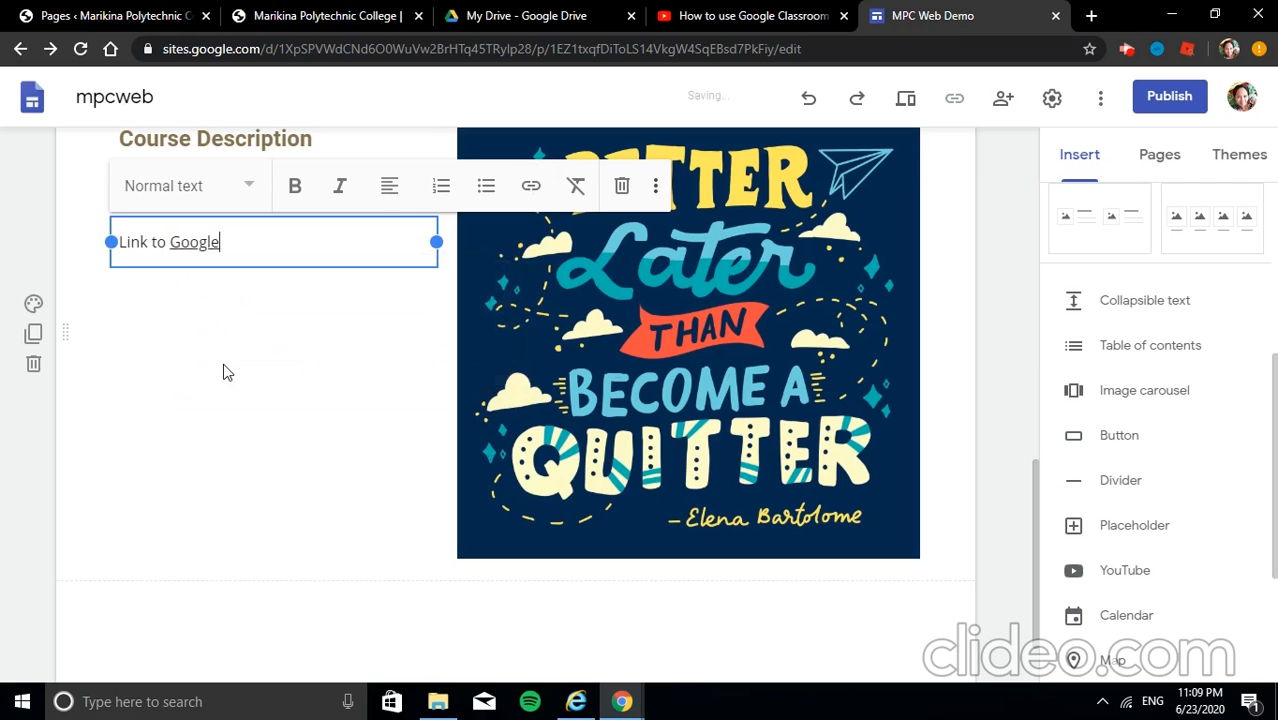 Pages ‹ Marikina Polytechnic C
Marikina Polytechnic College |
My Drive - Google Drive
How to use Google Classroom
MPC Web Demo
sites.google.com/d/1XpSPVWdCNd6O0WuVw2BrHTq45TRylp28/p/1EZ1txqfDiToLS14VkgW4SqEBsd7PkFiy/edit
mpcweb
Saving...
Publish
Course Description
Normal text
Link to Google
BETTER
Later
THAN
BECOME A
QUITTER
– Elena Bartolome
Insert
Pages
Themes
Collapsible text
Table of contents
Image carousel
Button
Divider
Placeholder
YouTube
Calendar
Map
clideo.com
Type here to search
ENG
11:09 PM
6/23/2020
1